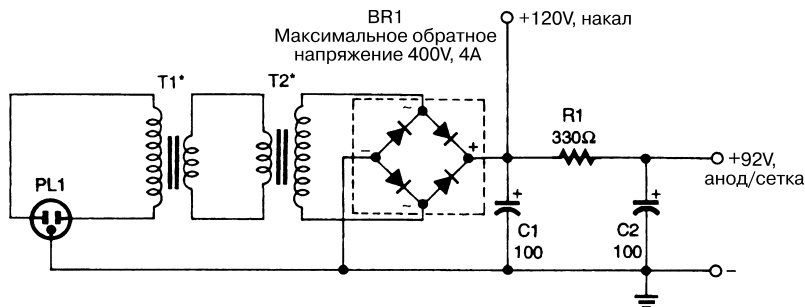 BR1
Максимальное обратное
напряжение 400V, 4A
+120V, накал
T1*
T2*
~
R1
330Ω
PL1
−
+
+92V,
анод/сетка
~
+
C1
100
+
C2
100
−